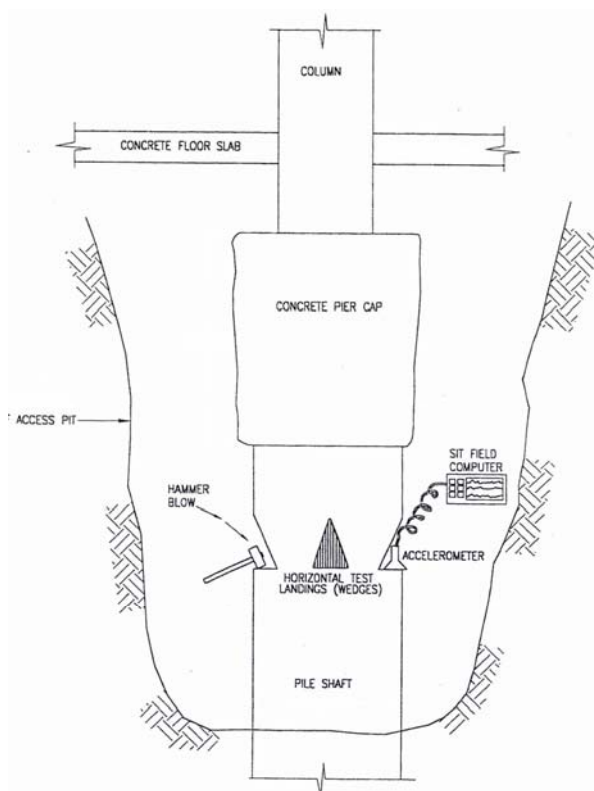 COLUMN
CONCRETE FLOOR SLAB
CONCRETE PIER CAP
ACCESS PIT
SIT FIELD
COMPUTER
HAMMER
BLOW
ACCELEROMETER
HORIZONTAL TEST
LANDINGS (WEDGES)
PILE SHAFT